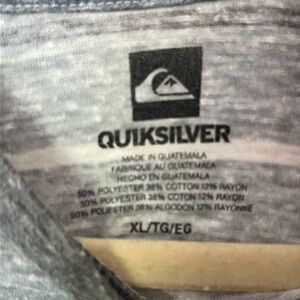 QUIKSILVER
MADE IN GUATEMALA
FABRIQUE AU GUATEMALA
HECHO EN GUATEMALA
50% POLYESTER 38% COTTON 12% RAYON
50% POLYESTER 38% COTON 12% RAYON
50% POLIESTER 38% ALGODON 12% RAYONNE
XL/TG/EG